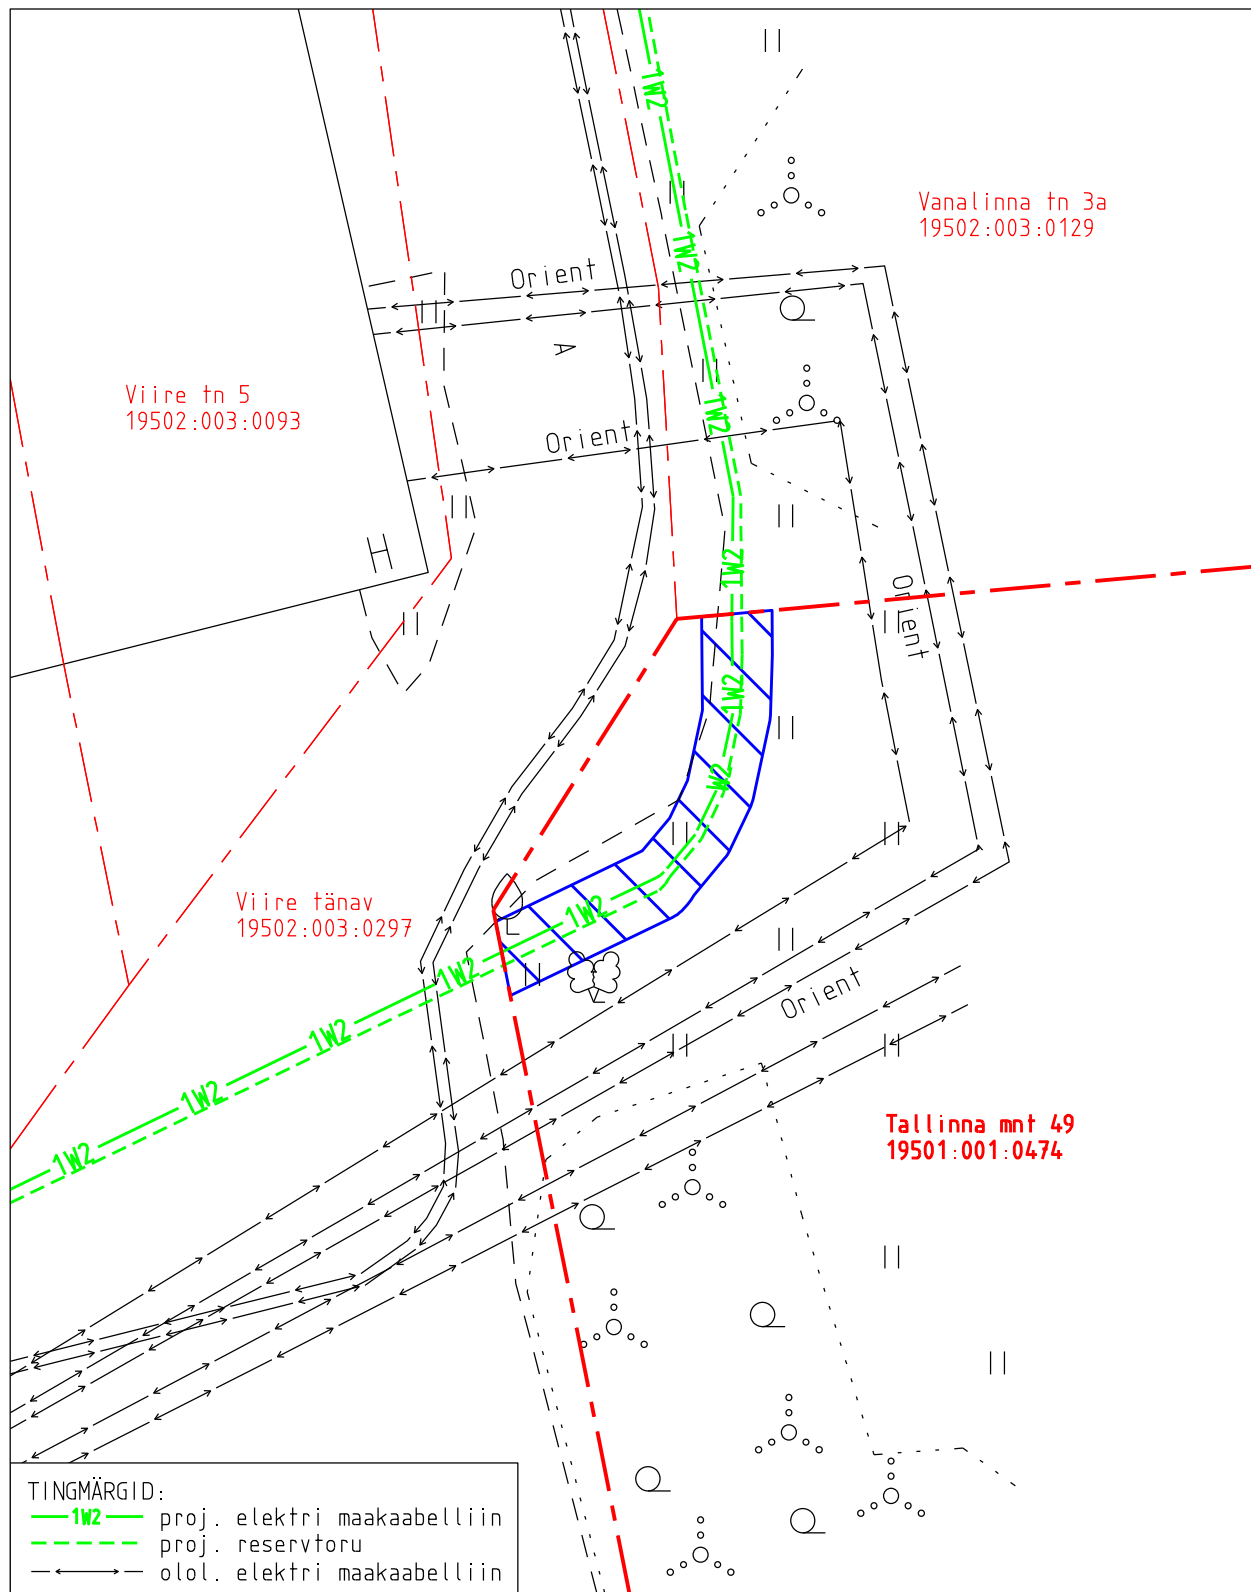 1W2
Vanalinna tn 3a
19502:003:0129
1W2
Orient
A
Viire tn 5
19502:003:0093
1W2
Orient
H
1W2
Orient
1W2
W2
Viire tänav
19502:003:0297
1W2
1W2
Orient
1W2
1W2
1W2
Tallinna mnt 49
19501:001:0474
TINGMÄRGID:
1W2 proj. elektri maakaabelliin
proj. reservtoru
olol. elektri maakaabelliin